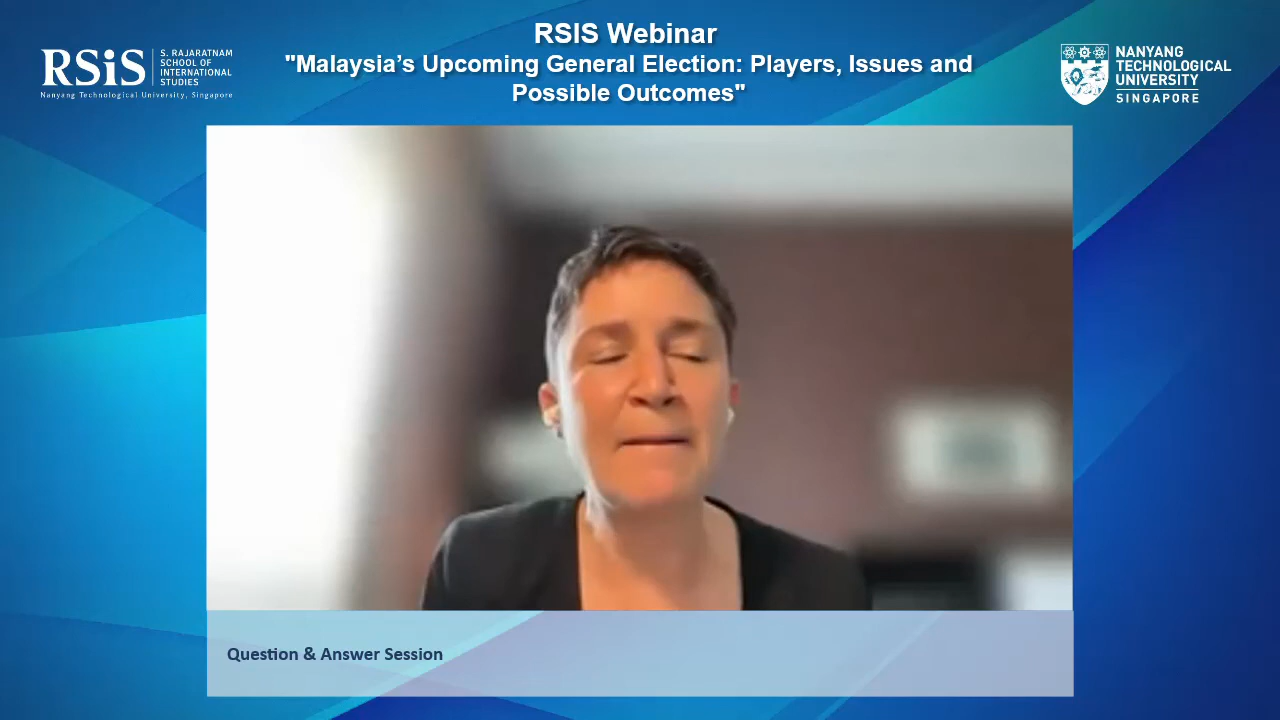 RSIS Webinar
"Malaysia’s Upcoming General Election: Players, Issues and
Possible Outcomes"
RSiS
S. RAJARATNAM
SCHOOL OF
INTERNATIONAL
STUDIES
Nanyang Technological University, Singapore
NANYANG
TECHNOLOGICAL
UNIVERSITY
SINGAPORE
Question & Answer Session